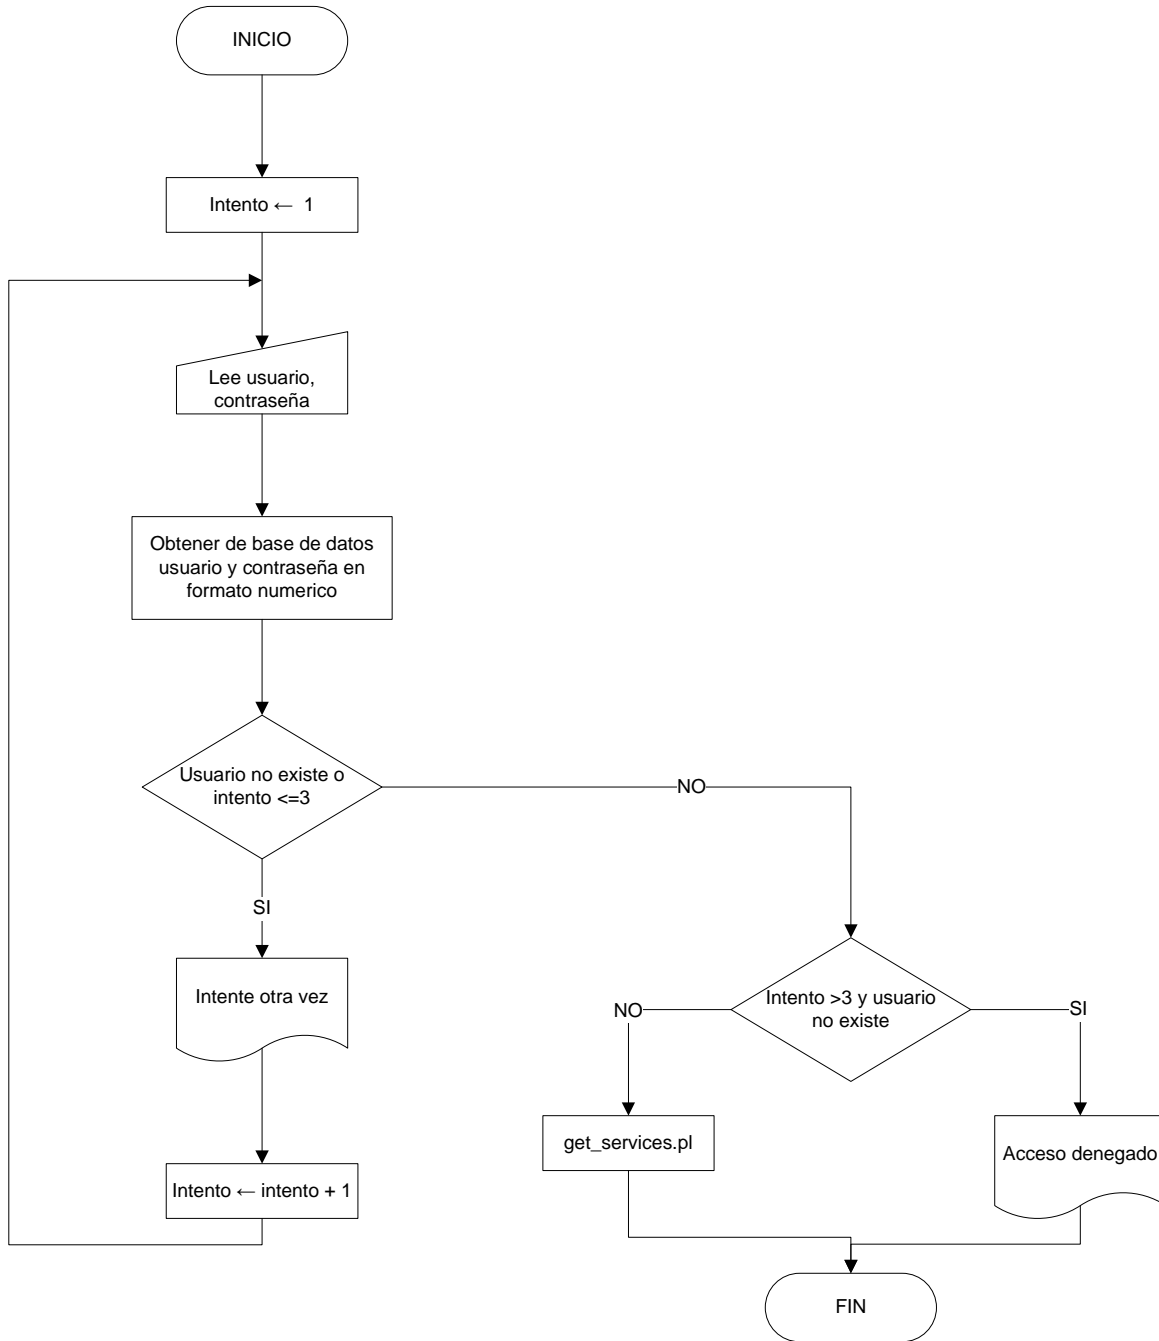 INICIO
Intento ← 1
Lee usuario,
contraseña
Obtener de base de datos
usuario y contraseña en
formato numerico
Usuario no existe o
intento <=3
NO
SI
Intente otra vez
Intento ← intento + 1
Intento >3 y usuario
no existe
NO
SI
get_services.pl
Acceso denegado
FIN